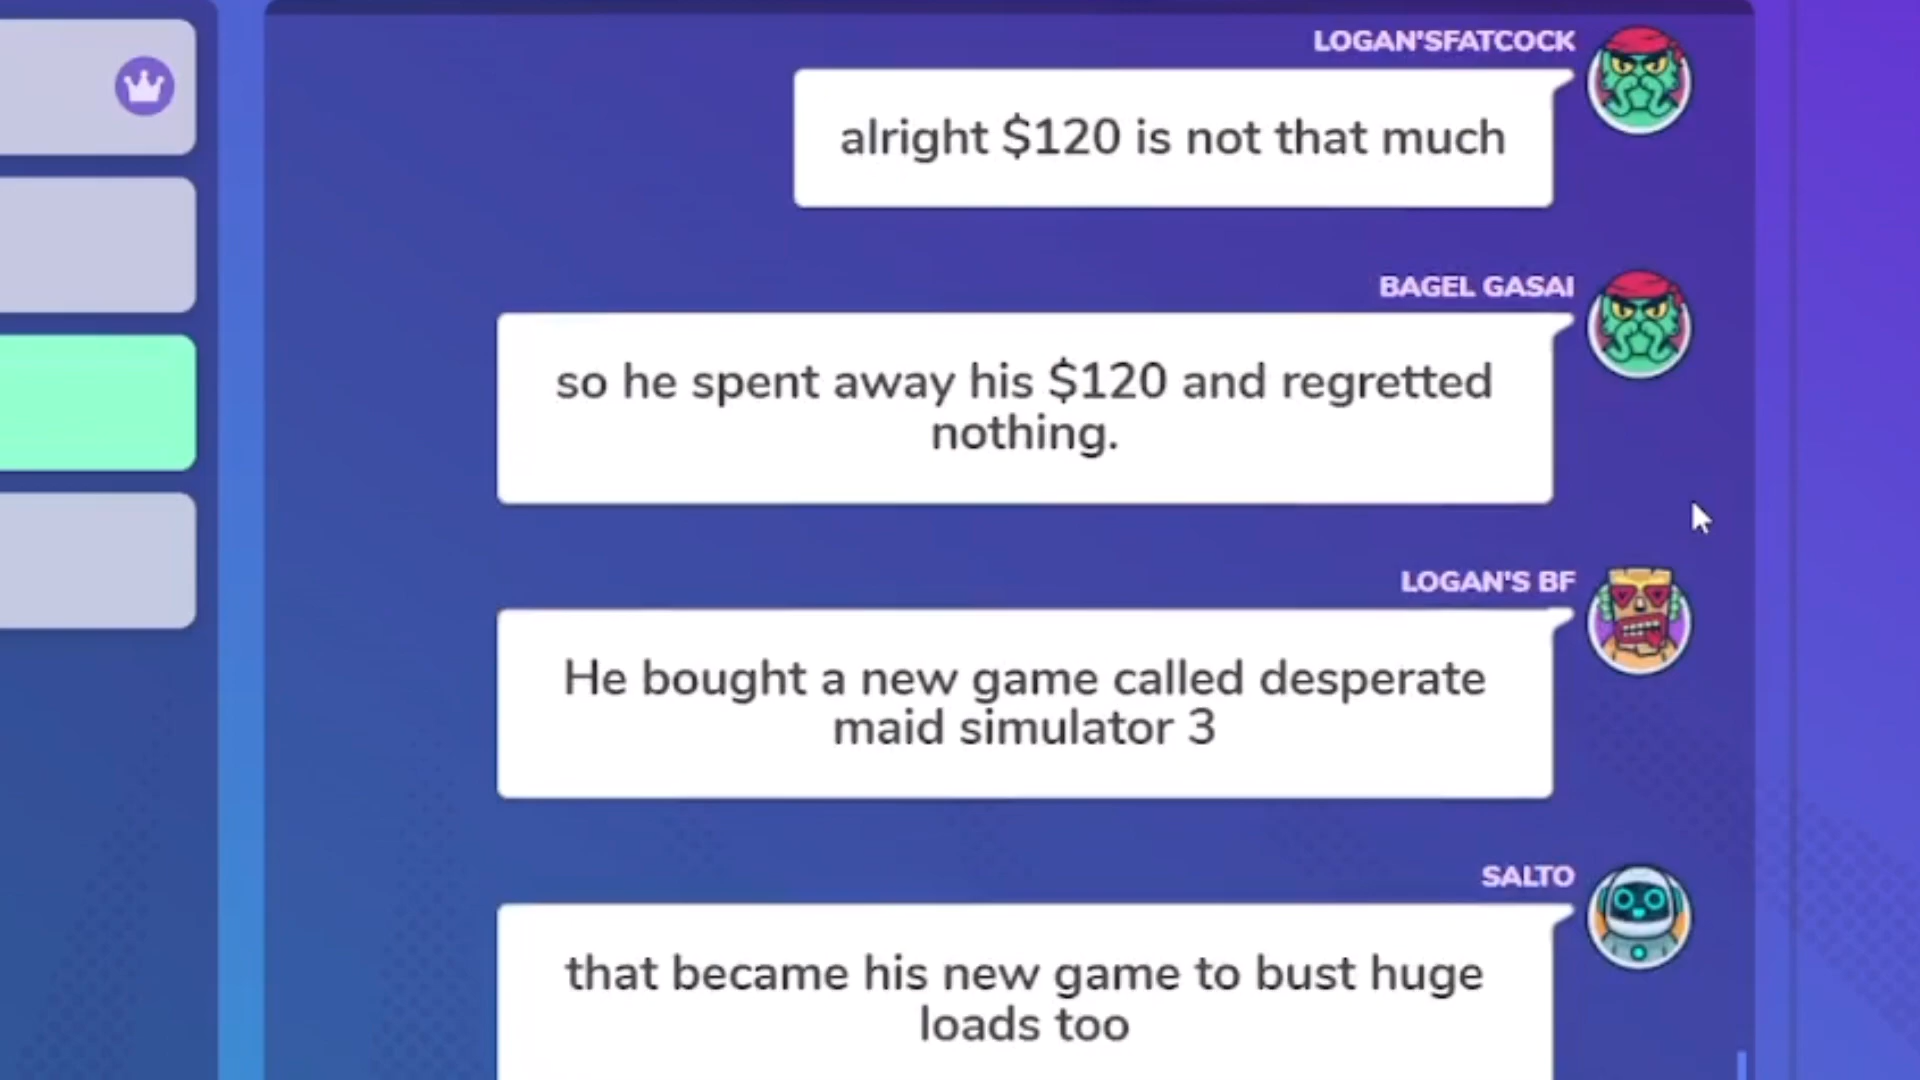 LOGAN'SFATCOCK
alright $120 is not that much
BAGEL GASAI
so he spent away his $120 and regretted
nothing.
LOGAN'S BF
He bought a new game called desperate
maid simulator 3
SALTO
that became his new game to bust huge
loads too